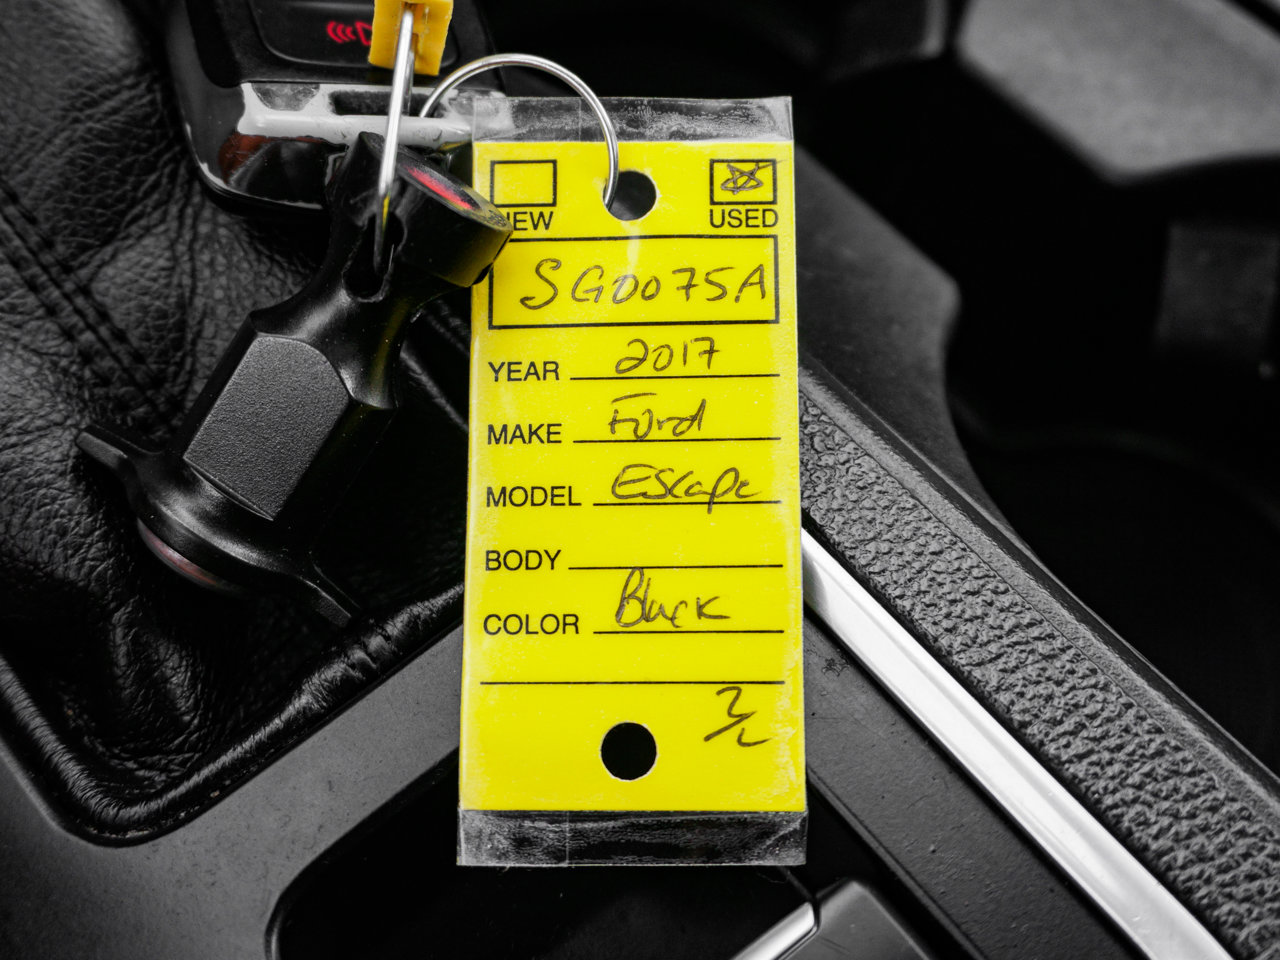 NEW USED
SG0075A
YEAR 2017
MAKE Ford
MODEL Escape
BODY
COLOR Black
2/2